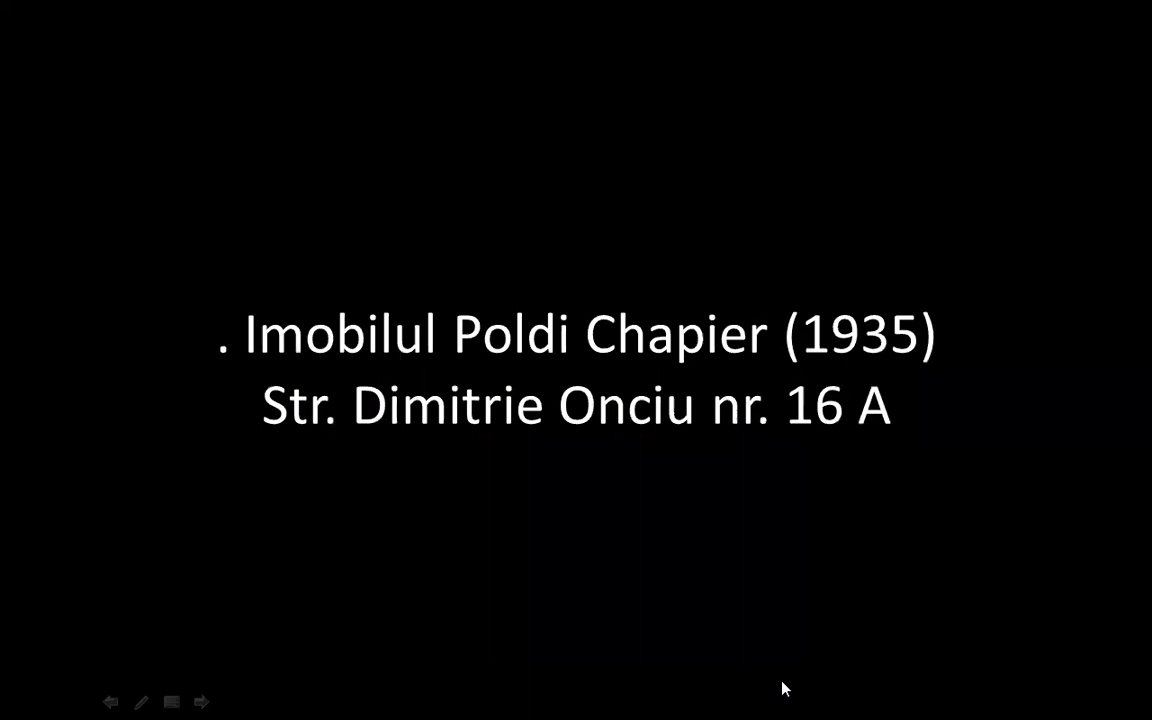 . Imobilul Poldi Chapier (1935)
Str. Dimitrie Onciu nr. 16 A